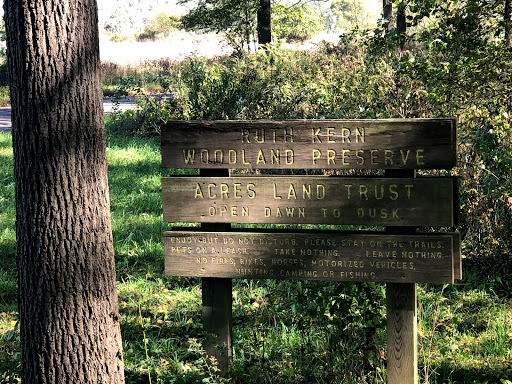 RUTH KERN
WOODLAND PRESERVE
ACRES LAND TRUST
OPEN DAWN TO DUSK
ENJOY BUT DO NOT DISTURB. PLEASE STAY ON THE TRAILS.
PETS ON LEASH. TAKE NOTHING. LEAVE NOTHING.
NO FIRES, BIKES, HORSES, MOTORIZED VEHICLES,
HUNTING CAMPING OR FISHING